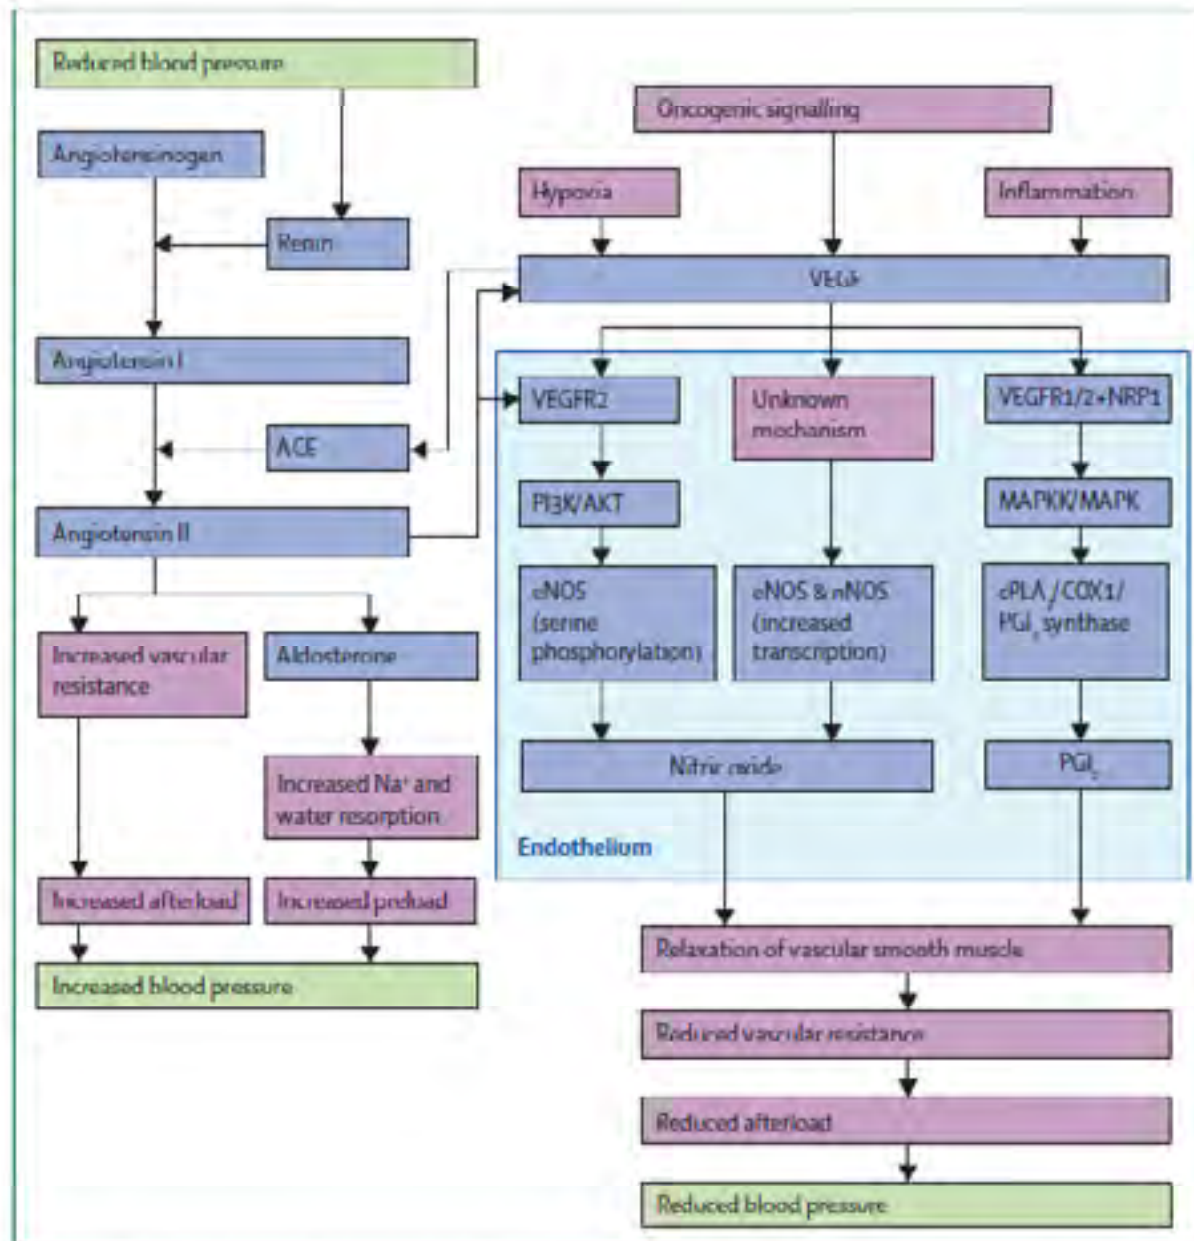 Reduced blood pressure
Oncogenic signalling
Angiotensinogen
Hypoxia
Inflammation
Renin
VEGF
Angiotensin I
VEGFR2
Unknown
mechanism
VEGFR1/2+NRP1
ACE
PI3K/AKT
MAPKK/MAPK
Angiotensin II
eNOS
(serine
phosphorylation)
eNOS & nNOS
(increased
transcription)
cPLA₂/COX1/
PGI₂ synthase
Increased vascular
resistance
Aldosterone
Nitric oxide
PGI₂
Increased Na⁺ and
water resorption
Endothelium
Increased afterload
Increased preload
Relaxation of vascular smooth muscle
Increased blood pressure
Reduced vascular resistance
Reduced afterload
Reduced blood pressure